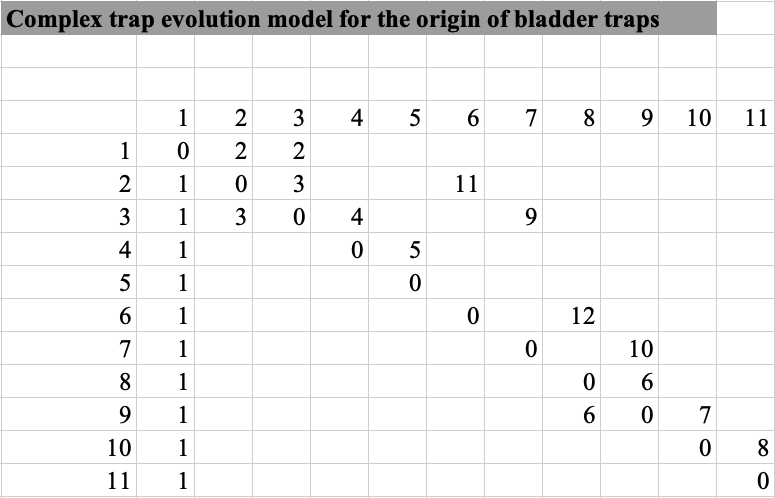 Complex trap evolution model for the origin of bladder traps
1 2 3 4 5 6 7 8 9 10 11
1 0 2 2
2 1 0 3 11
3 1 3 0 4 9
4 1 0 5
5 1 0
6 1 0 12
7 1 0 10
8 1 0 6
9 1 6 0 7
10 1 0 8
11 1 0